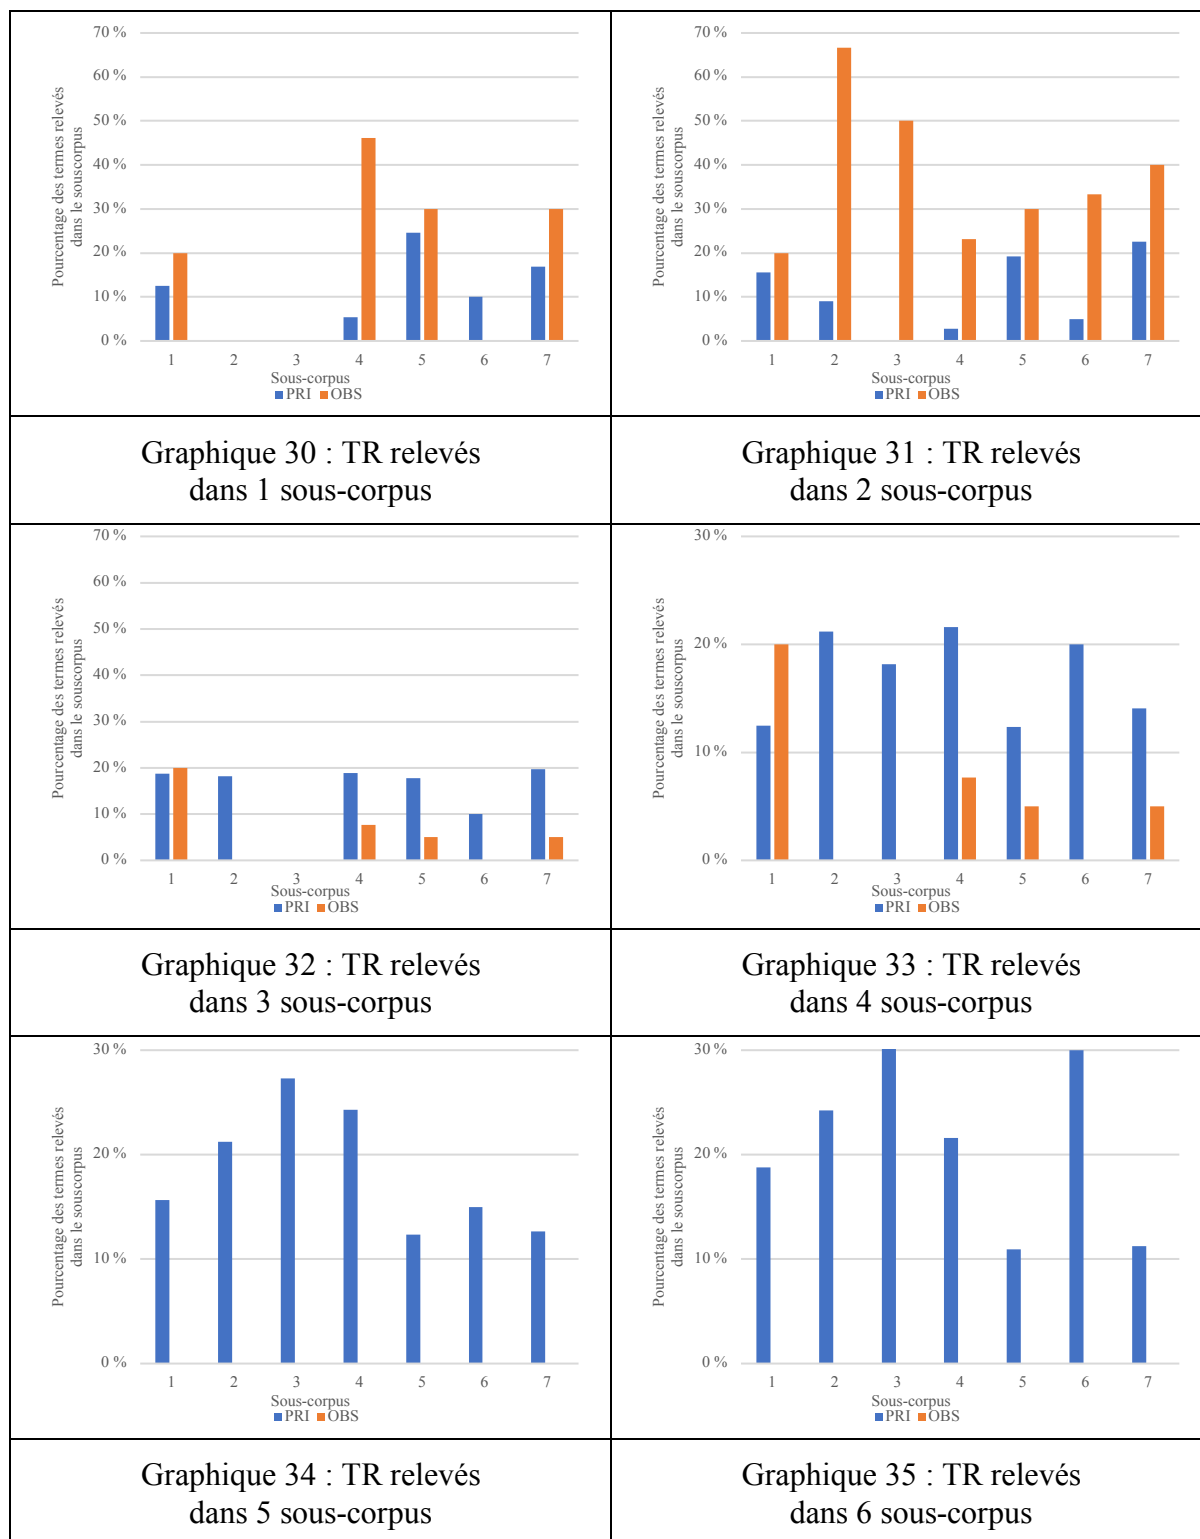 70 %
60 %
50 %
40 %
30 %
20 %
10 %
0 %
Pourcentage des termes relevés
dans le souscorpus
1 2 3 4 5 6 7
Sous-corpus
PRI OBS
Graphique 30 : TR relevés
dans 1 sous-corpus
70 %
60 %
50 %
40 %
30 %
20 %
10 %
0 %
Pourcentage des termes relevés
dans le souscorpus
1 2 3 4 5 6 7
Sous-corpus
PRI OBS
Graphique 31 : TR relevés
dans 2 sous-corpus
70 %
60 %
50 %
40 %
30 %
20 %
10 %
0 %
Pourcentage des termes relevés
dans le souscorpus
1 2 3 4 5 6 7
Sous-corpus
PRI OBS
Graphique 32 : TR relevés
dans 3 sous-corpus
30 %
20 %
10 %
0 %
Pourcentage des termes relevés
dans le souscorpus
1 2 3 4 5 6 7
Sous-corpus
PRI OBS
Graphique 33 : TR relevés
dans 4 sous-corpus
30 %
20 %
10 %
0 %
Pourcentage des termes relevés
dans le souscorpus
1 2 3 4 5 6 7
Sous-corpus
PRI OBS
Graphique 34 : TR relevés
dans 5 sous-corpus
30 %
20 %
10 %
0 %
Pourcentage des termes relevés
dans le souscorpus
1 2 3 4 5 6 7
Sous-corpus
PRI OBS
Graphique 35 : TR relevés
dans 6 sous-corpus